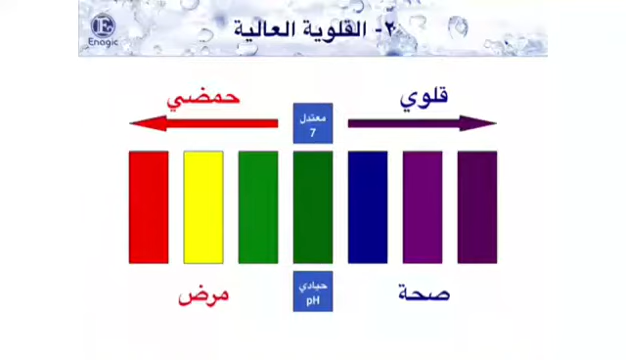 ٢- القلوية العالية
Enagic
قلوي
حمضي
معتدل
7
حيادي
pH
صحة
مرض